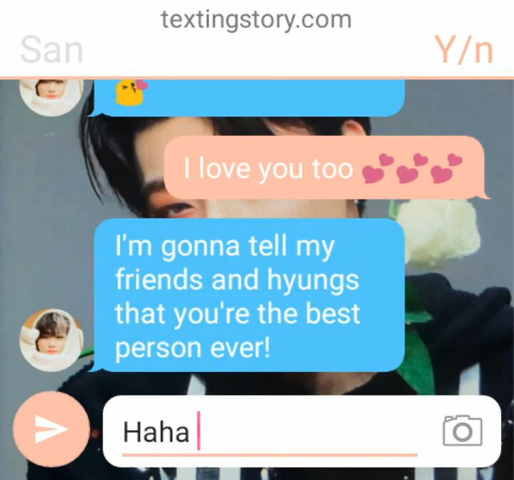 textingstory.com
San
Y/n
I love you too 💕💕💕
I'm gonna tell my
friends and hyungs
that you're the best
person ever!
Haha